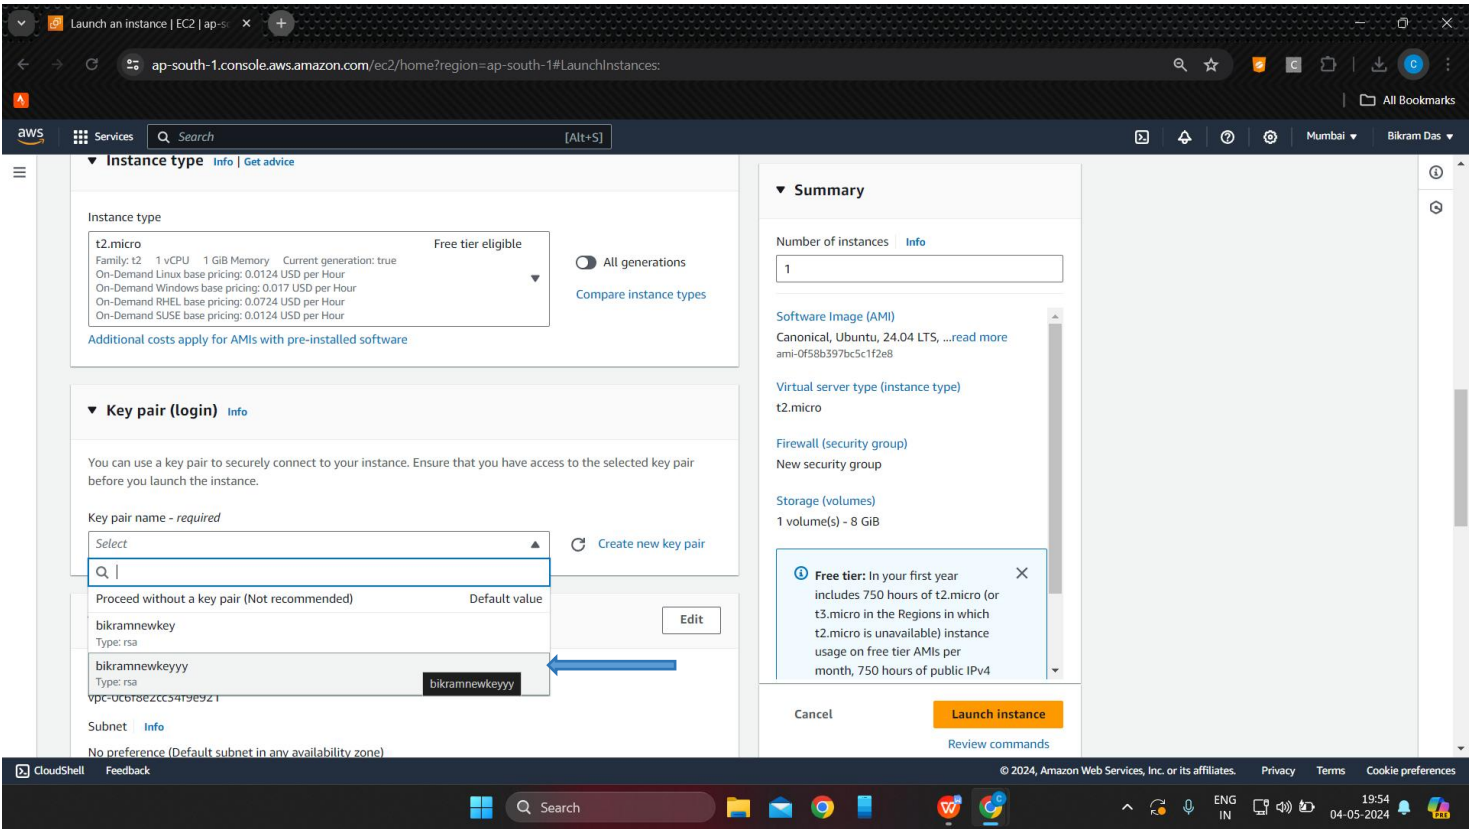 Launch an instance | EC2 | ap-s
ap-south-1.console.aws.amazon.com/ec2/home?region=ap-south-1#LaunchInstances:
C
C
All Bookmarks
aws
Services
Search
[Alt+S]
Mumbai
Bikram Das
Instance type Info | Get advice
Instance type
t2.micro Free tier eligible
Family: t2 1 vCPU 1 GiB Memory Current generation: true
On-Demand Linux base pricing: 0.0124 USD per Hour
On-Demand Windows base pricing: 0.017 USD per Hour
On-Demand RHEL base pricing: 0.0724 USD per Hour
On-Demand SUSE base pricing: 0.0124 USD per Hour
All generations
Compare instance types
Additional costs apply for AMIs with pre-installed software
Key pair (login) Info
You can use a key pair to securely connect to your instance. Ensure that you have access to the selected key pair
before you launch the instance.
Key pair name - required
Select
Create new key pair
Proceed without a key pair (Not recommended) Default value
bikramnewkey
Type: rsa
bikramnewkeyyy
Type: rsa
bikramnewkeyyy
Edit
vpc-0c6f8e2cc34f9e921
Subnet Info
No preference (Default subnet in any availability zone)
Summary
Number of instances Info
1
Software Image (AMI)
Canonical, Ubuntu, 24.04 LTS, ...read more
ami-0f58b397bc5c1f2e8
Virtual server type (instance type)
t2.micro
Firewall (security group)
New security group
Storage (volumes)
1 volume(s) - 8 GiB
Free tier: In your first year
includes 750 hours of t2.micro (or
t3.micro in the Regions in which
t2.micro is unavailable) instance
usage on free tier AMIs per
month, 750 hours of public IPv4
Cancel
Launch instance
Review commands
CloudShell
Feedback
© 2024, Amazon Web Services, Inc. or its affiliates.
Privacy
Terms
Cookie preferences
Search
ENG
IN
19:54
04-05-2024
PRE